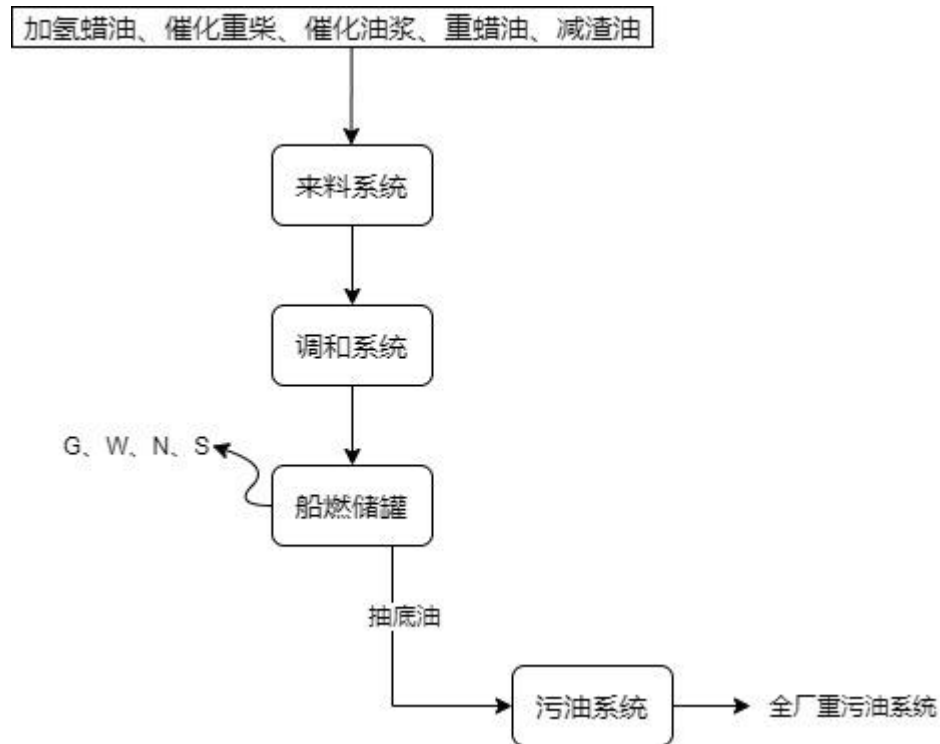 加氢蜡油、催化重柴、催化油浆、重蜡油、减渣油
来料系统
调和系统
G、W、N、S
船燃储罐
抽底油
污油系统
全厂重污油系统